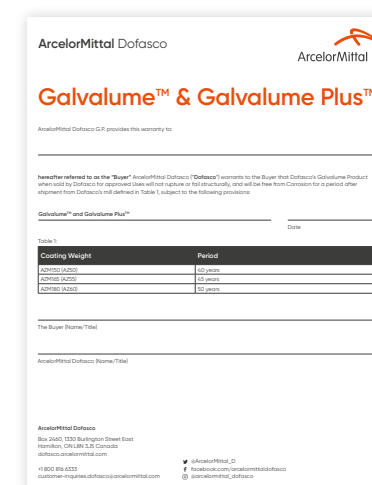 ArcelorMittal Dofasco
ArcelorMittal
Galvalume™ & Galvalume Plus™
ArcelorMittal Dofasco G.P. provides this warranty to:
hereafter referred to as the "Buyer" ArcelorMittal Dofasco ("Dofasco") warrants to the Buyer that Dofasco's Galvalume Product
when sold by Dofasco for approved Uses will not rupture or fail structurally, and will be free from Corrosion for a period after
shipment from Dofasco's mill defined in Table 1, subject to the following provisions:
Galvalume™ and Galvalume Plus™
Date
Table 1:
Coating Weight Period
AZM150 (AZ50) 40 years
AZM165 (AZ55) 45 years
AZM180 (AZ60) 50 years
The Buyer (Name/Title)
ArcelorMittal Dofasco (Name/Title)
ArcelorMittal Dofasco
Box 2460, 1330 Burlington Street East
Hamilton, ON L8N 3J5 Canada
dofasco.arcelormittal.com
+1 800 816 6333
customer-inquiries.dofasco@arcelormittal.com
@ArcelorMittal_D
facebook.com/arcelormittaldofasco
@arcelormittal_dofasco